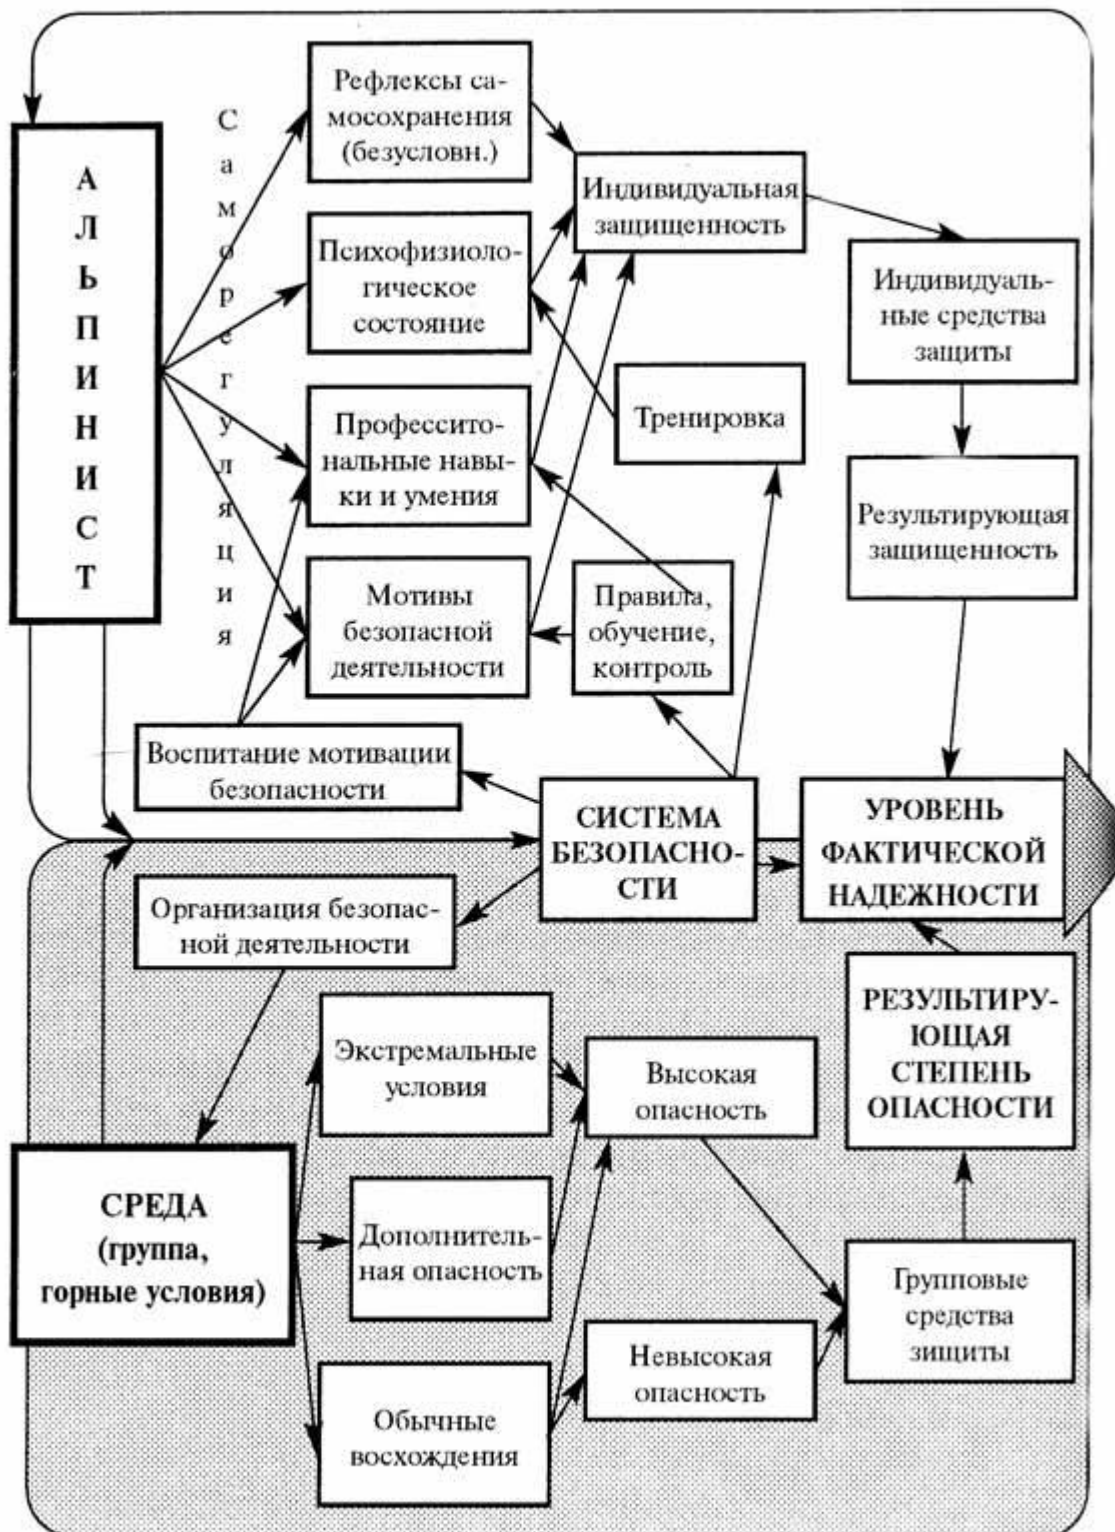 АЛЬПИНИСТ
Саморегуляция
Рефлексы са-
мосохранения
(безусловн.)
Психофизиоло-
гическое
состояние
Профессито-
нальные навы-
ки и умения
Мотивы
безопасной
деятельности
Индивидуальная
защищенность
Индивидуаль-
ные средства
защиты
Тренировка
Результирующая
защищенность
Правила,
обучение,
контроль
Воспитание мотивации
безопасности
СИСТЕМА
БЕЗОПАСНО-
СТИ
УРОВЕНЬ
ФАКТИЧЕСКОЙ
НАДЕЖНОСТИ
Организация безопас-
ной деятельности
РЕЗУЛЬТИРУ-
ЮЩАЯ
СТЕПЕНЬ
ОПАСНОСТИ
Экстремальные
условия
Высокая
опасность
СРЕДА
(группа,
горные условия)
Дополнитель-
ная опасность
Групповые
средства
зищиты
Невысокая
опасность
Обычные
восхождения